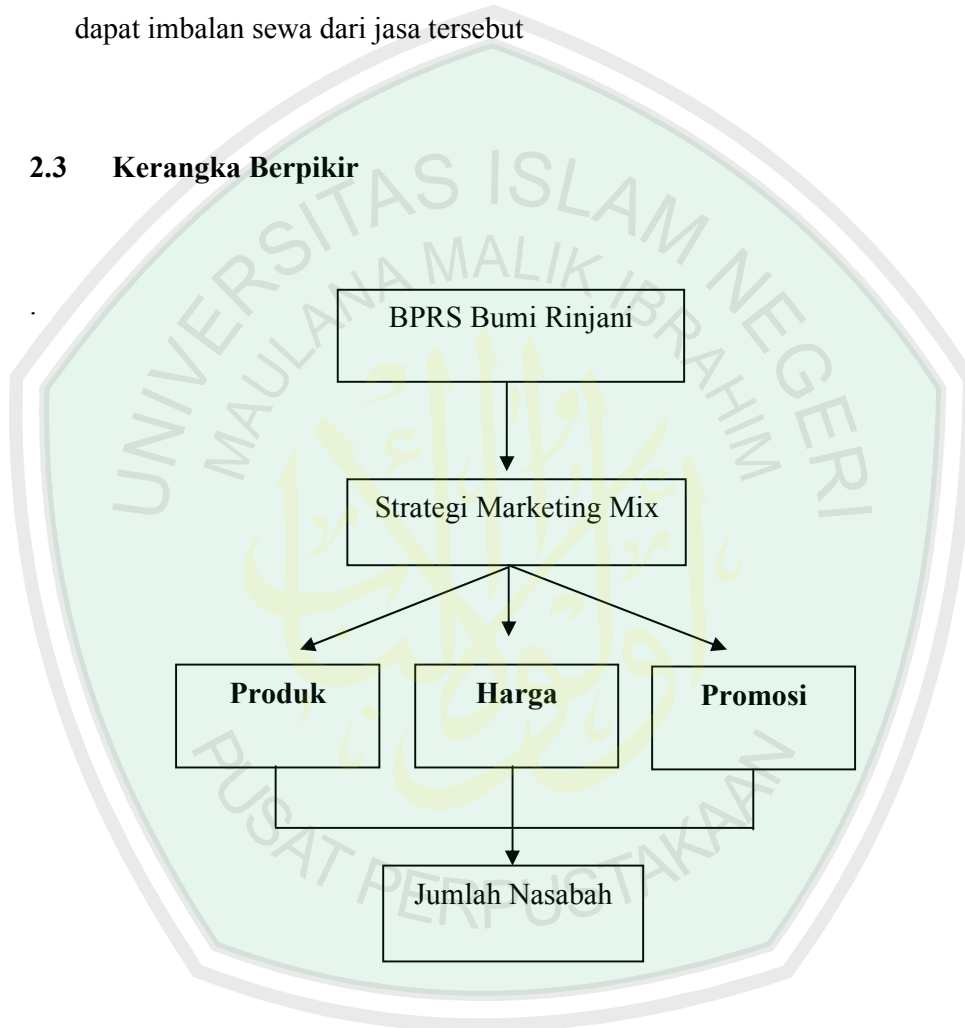 dapat imbalan sewa dari jasa tersebut
2.3 Kerangka Berpikir
.
BPRS Bumi Rinjani
Strategi Marketing Mix
Produk
Harga
Promosi
Jumlah Nasabah
UNIVERSITAS ISLAM NEGERI
MAULANA MALIK IBRAHIM
PUSAT PERPUSTAKAAN